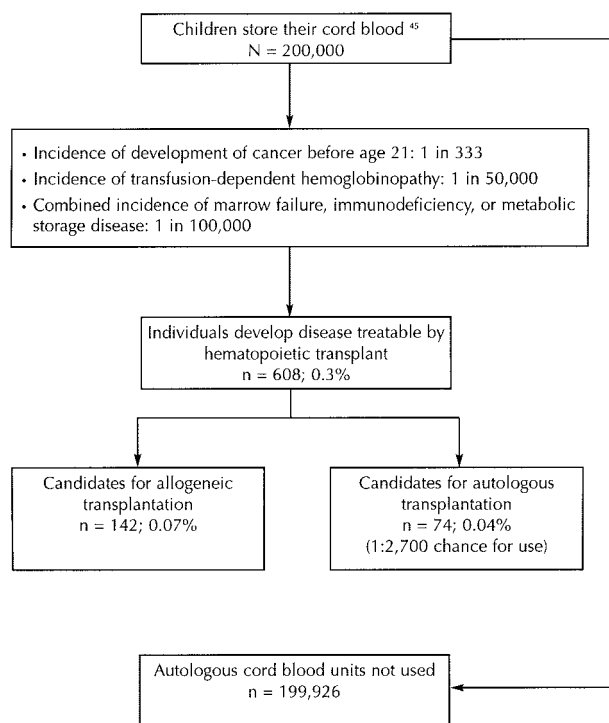 Children store their cord blood 45
N = 200,000
• Incidence of development of cancer before age 21: 1 in 333
• Incidence of transfusion-dependent hemoglobinopathy: 1 in 50,000
• Combined incidence of marrow failure, immunodeficiency, or metabolic
storage disease: 1 in 100,000
Individuals develop disease treatable by
hematopoietic transplant
n = 608; 0.3%
Candidates for allogeneic
transplantation
n = 142; 0.07%
Candidates for autologous
transplantation
n = 74; 0.04%
(1:2,700 chance for use)
Autologous cord blood units not used
n = 199,926